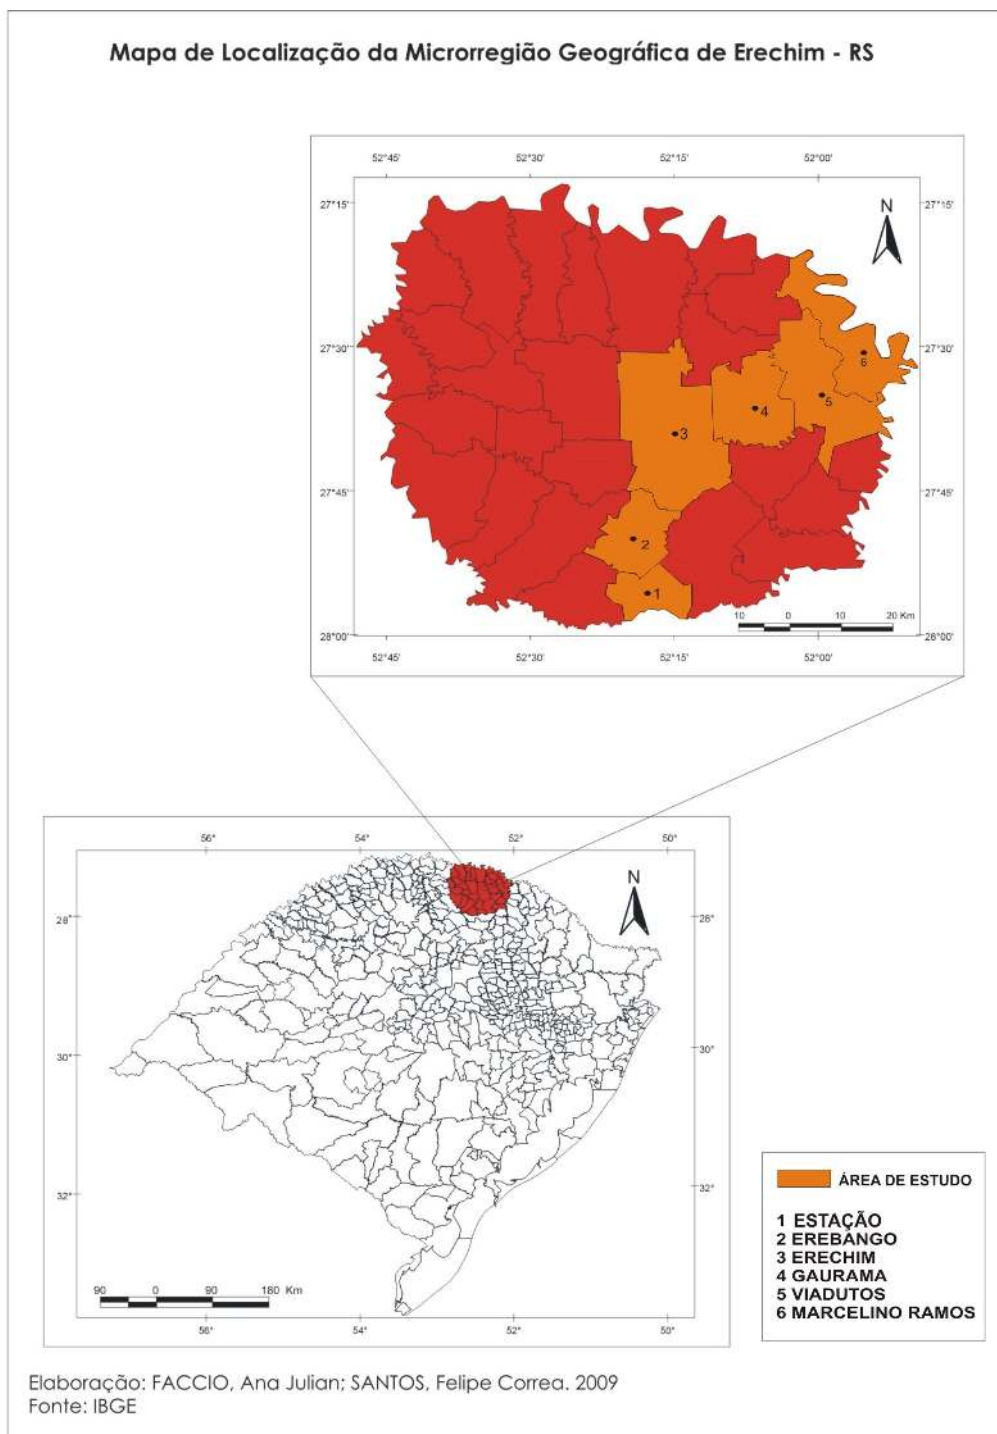 Mapa de Localização da Microrregião Geográfica de Erechim - RS
52°45' 52°30' 52°15' 52°00'
27°15' 27°15'
N
27°30' 27°30'
6
5
4
3
27°45' 27°45'
2
1
10 0 10 20 Km
28°00' 28°00'
52°45' 52°30' 52°15' 52°00'
56° 54° 52° 50°
N
28° 28°
30° 30°
32° 32°
90 0 90 180 Km
56° 54° 52° 50°
ÁREA DE ESTUDO
1 ESTAÇÃO
2 EREBANGO
3 ERECHIM
4 GAURAMA
5 VIADUTOS
6 MARCELINO RAMOS
Elaboração: FACCIO, Ana Julian; SANTOS, Felipe Correa. 2009
Fonte: IBGE